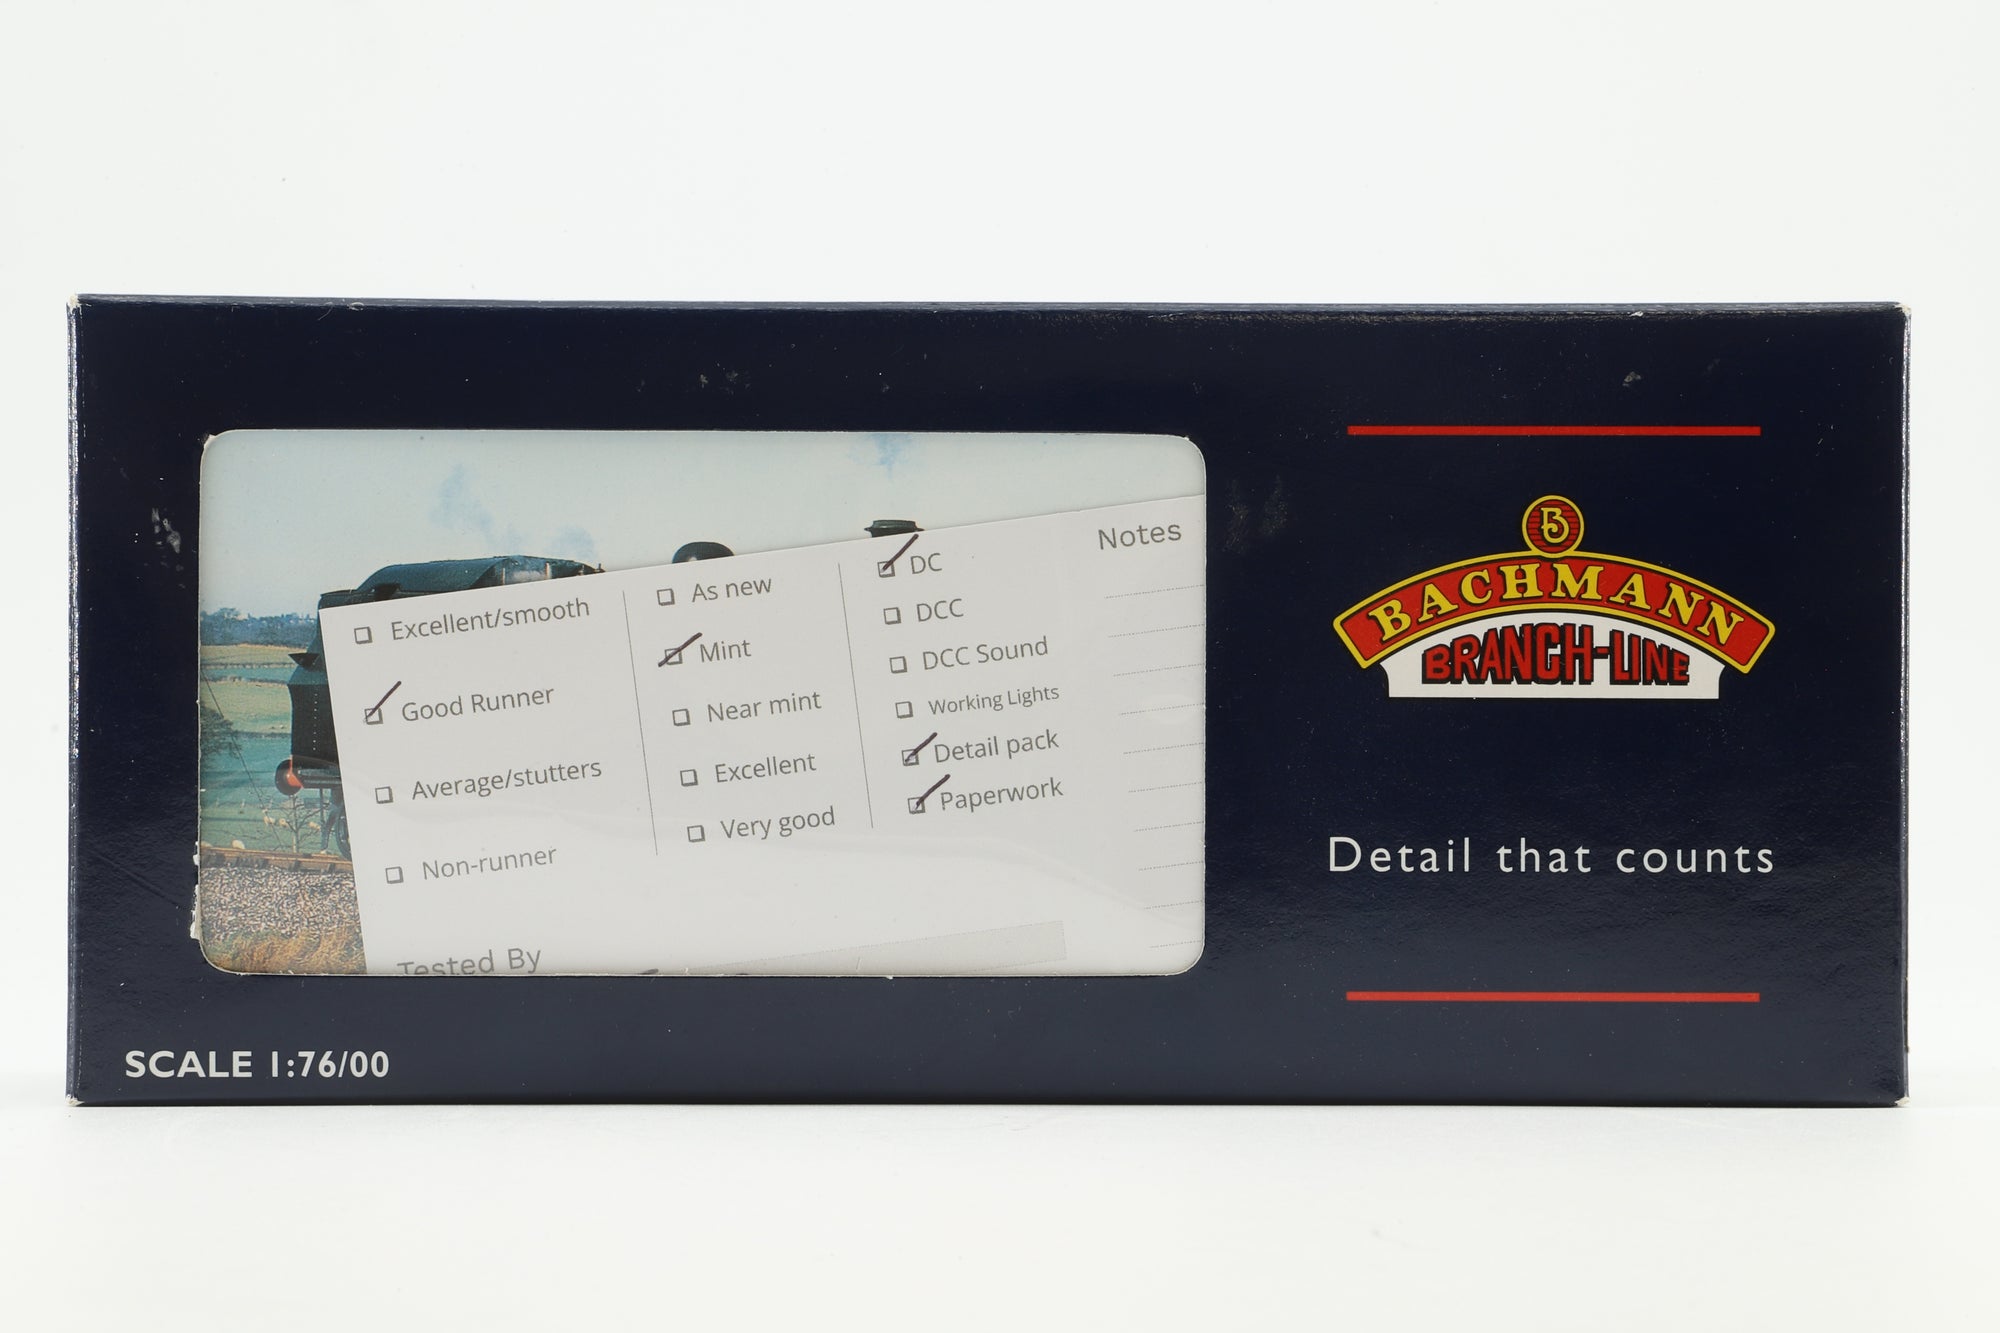 Excellent/smooth
Good Runner
Average/stutters
Non-runner
As new
Mint
Near mint
Excellent
Very good
DC
DCC
DCC Sound
Working Lights
Detail pack
Paperwork
Notes
Tested By
B
BACHMANN
BRANCH-LINE
Detail that counts
SCALE 1:76/00